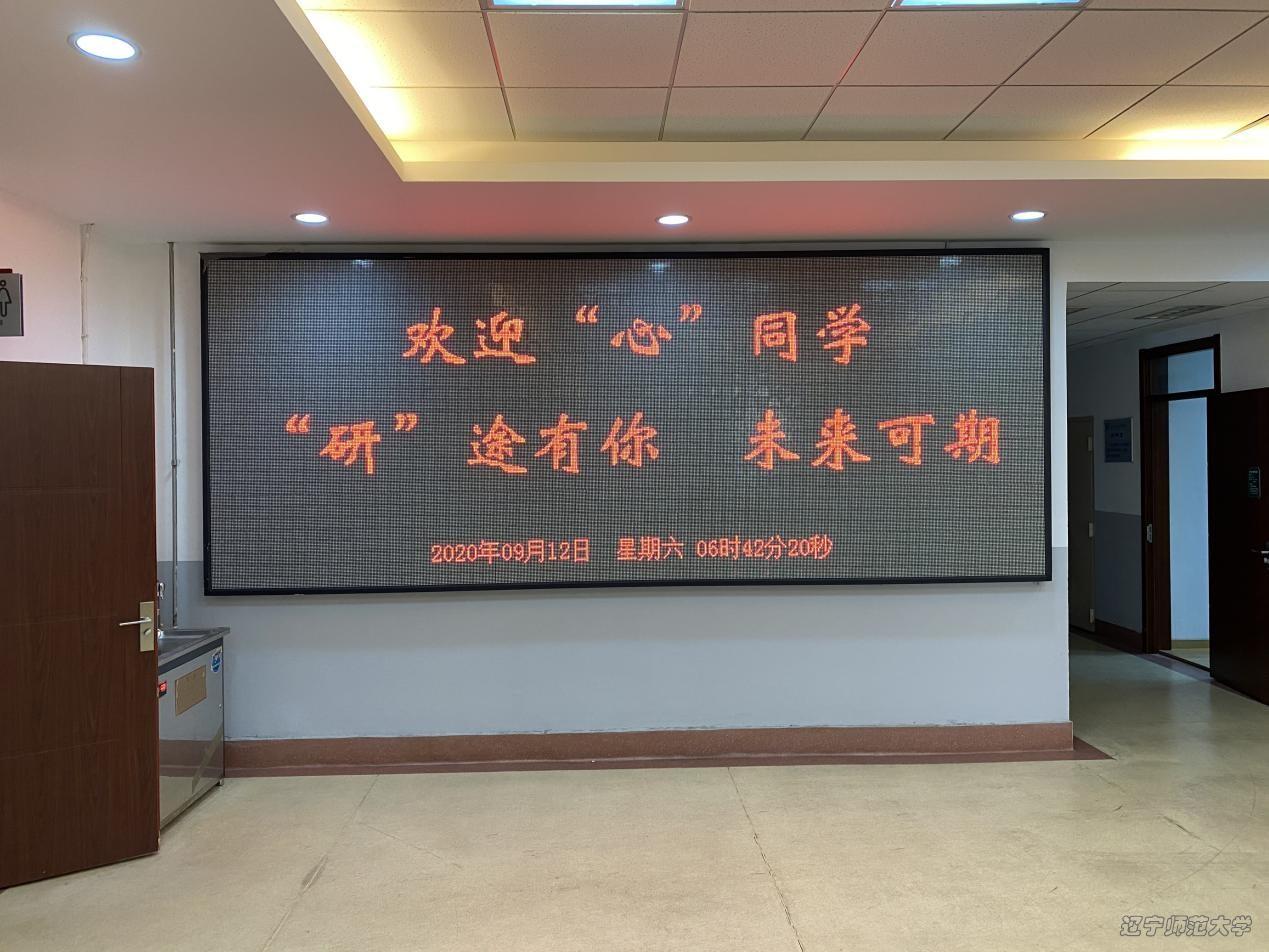 欢迎“心”同学
“研”途有你 未来可期
2020年09月12日 星期六 06时42分20秒
辽宁师范大学